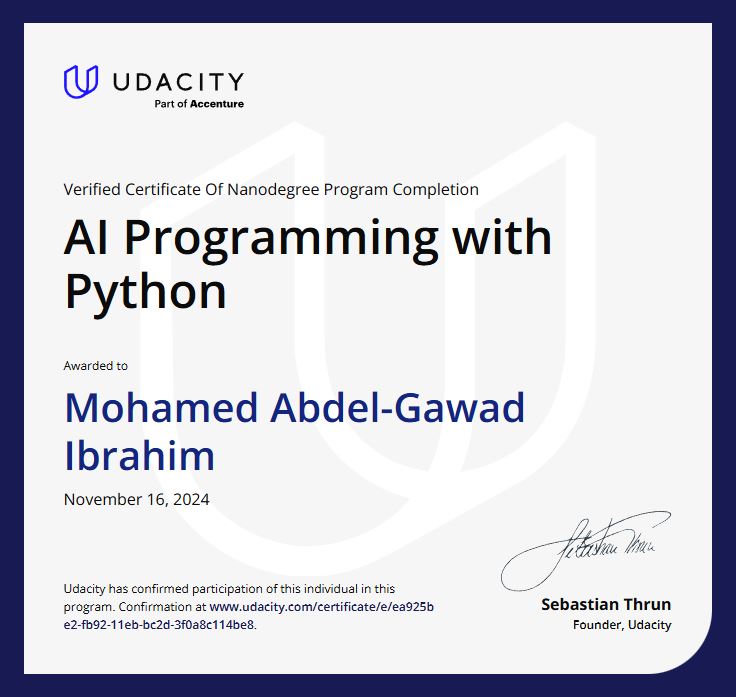 UDACITY
Part of Accenture
Verified Certificate Of Nanodegree Program Completion
AI Programming with
Python
Awarded to
Mohamed Abdel-Gawad
Ibrahim
November 16, 2024
Sebastian Thrun
Udacity has confirmed participation of this individual in this
program. Confirmation at www.udacity.com/certificate/e/ea925b
e2-fb92-11eb-bc2d-3f0a8c114be8.
Sebastian Thrun
Founder, Udacity